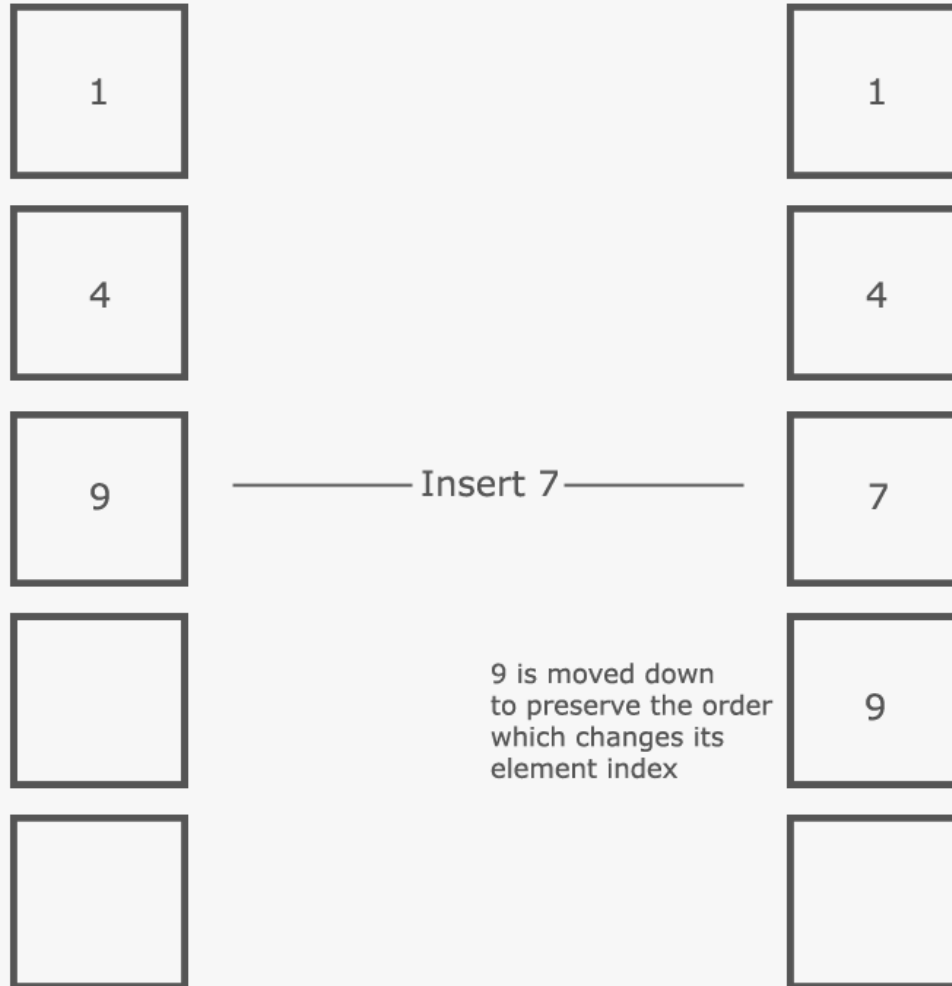 1
1
4
4
9
Insert 7
7
9 is moved down
to preserve the order
which changes its
element index
9